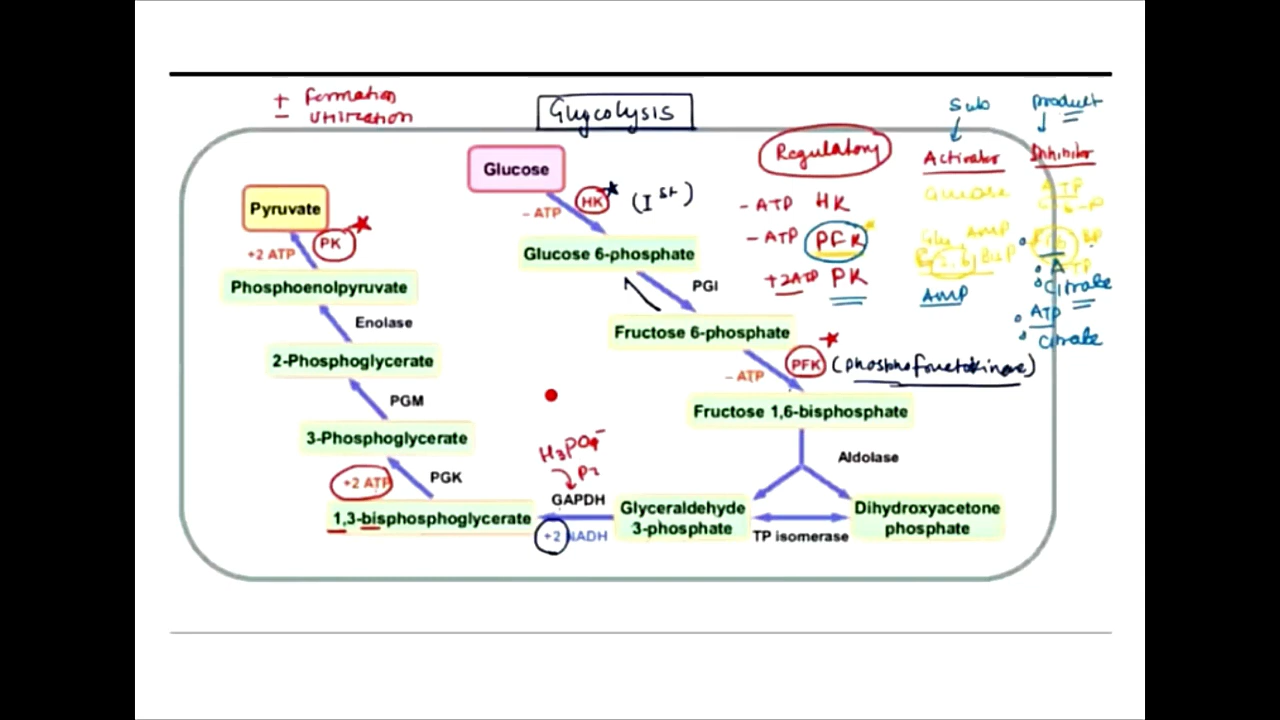 + Formation
- Utilization
Glycolysis
Sub
product
Regulatory
Activator
Inhibitor
Glucose
HK
(Ist)
- ATP
Glucose 6-phosphate
PGI
Fructose 6-phosphate
PFK
(phosphofructokinase)
- ATP
Fructose 1,6-bisphosphate
Aldolase
Glyceraldehyde
3-phosphate
Dihydroxyacetone
phosphate
TP isomerase
H3PO4-
GAPDH
+2 NADH
1,3-bisphosphoglycerate
+2 ATP
PGK
3-Phosphoglycerate
PGM
2-Phosphoglycerate
Enolase
Phosphoenolpyruvate
+2 ATP
PK
Pyruvate
- ATP HK
Glucose
ATP
- ATP PFK
AMP
Citrate
+2ATP PK
AMP
ATP
Citrate